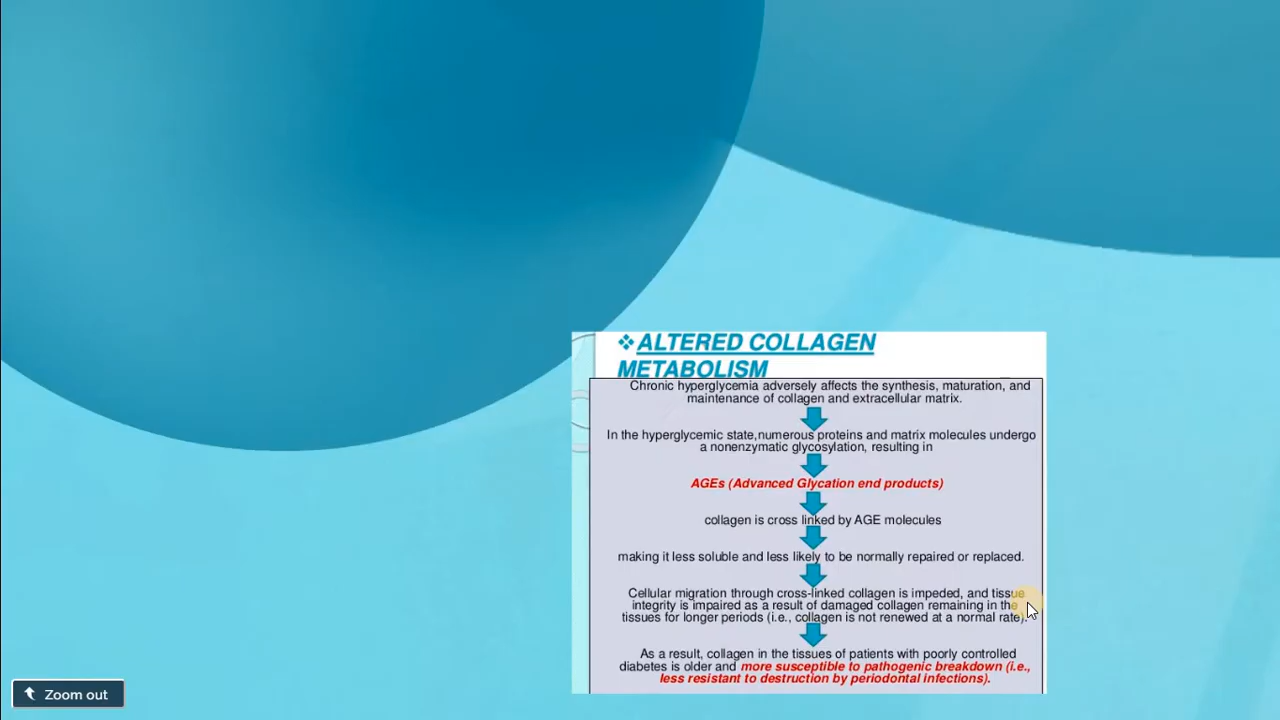 ❖ALTERED COLLAGEN
METABOLISM
Chronic hyperglycemia adversely affects the synthesis, maturation, and
maintenance of collagen and extracellular matrix.
In the hyperglycemic state,numerous proteins and matrix molecules undergo
a nonenzymatic glycosylation, resulting in
AGEs (Advanced Glycation end products)
collagen is cross linked by AGE molecules
making it less soluble and less likely to be normally repaired or replaced.
Cellular migration through cross-linked collagen is impeded, and tissue
integrity is impaired as a result of damaged collagen remaining in the
tissues for longer periods (i.e., collagen is not renewed at a normal rate).
As a result, collagen in the tissues of patients with poorly controlled
diabetes is older and more susceptible to pathogenic breakdown (i.e.,
less resistant to destruction by periodontal infections).
Zoom out